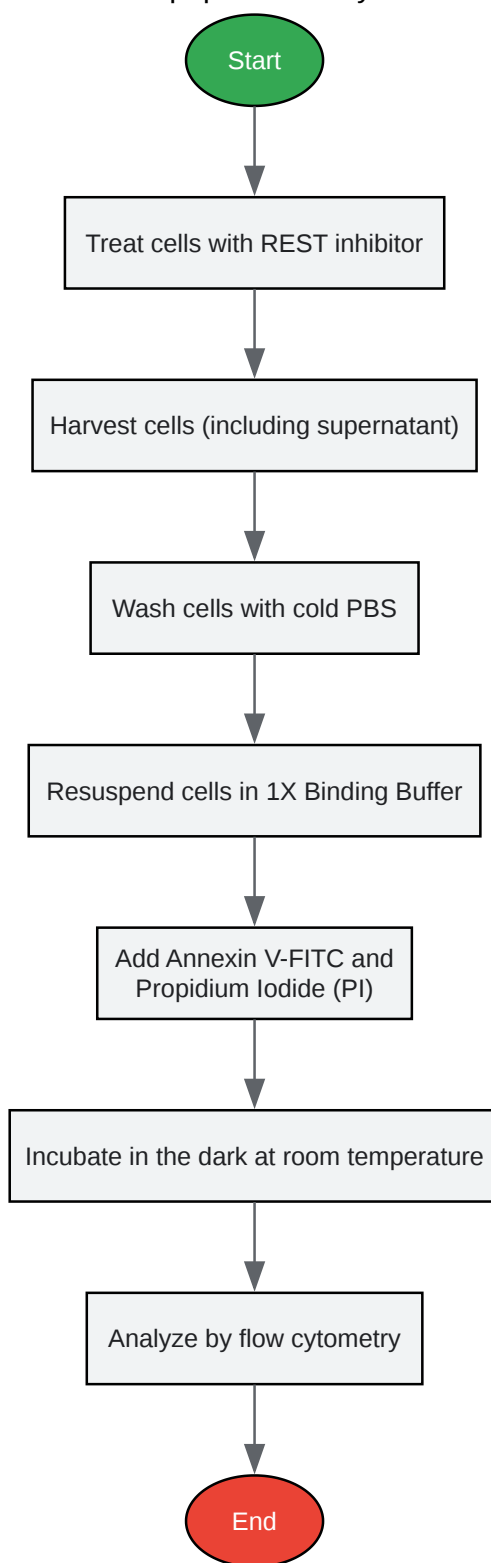 Start
Treat cells with REST inhibitor
Harvest cells (including supernatant)
Wash cells with cold PBS
Resuspend cells in 1X Binding Buffer
Add Annexin V-FITC and
Propidium Iodide (PI)
Incubate in the dark at room temperature
Analyze by flow cytometry
End